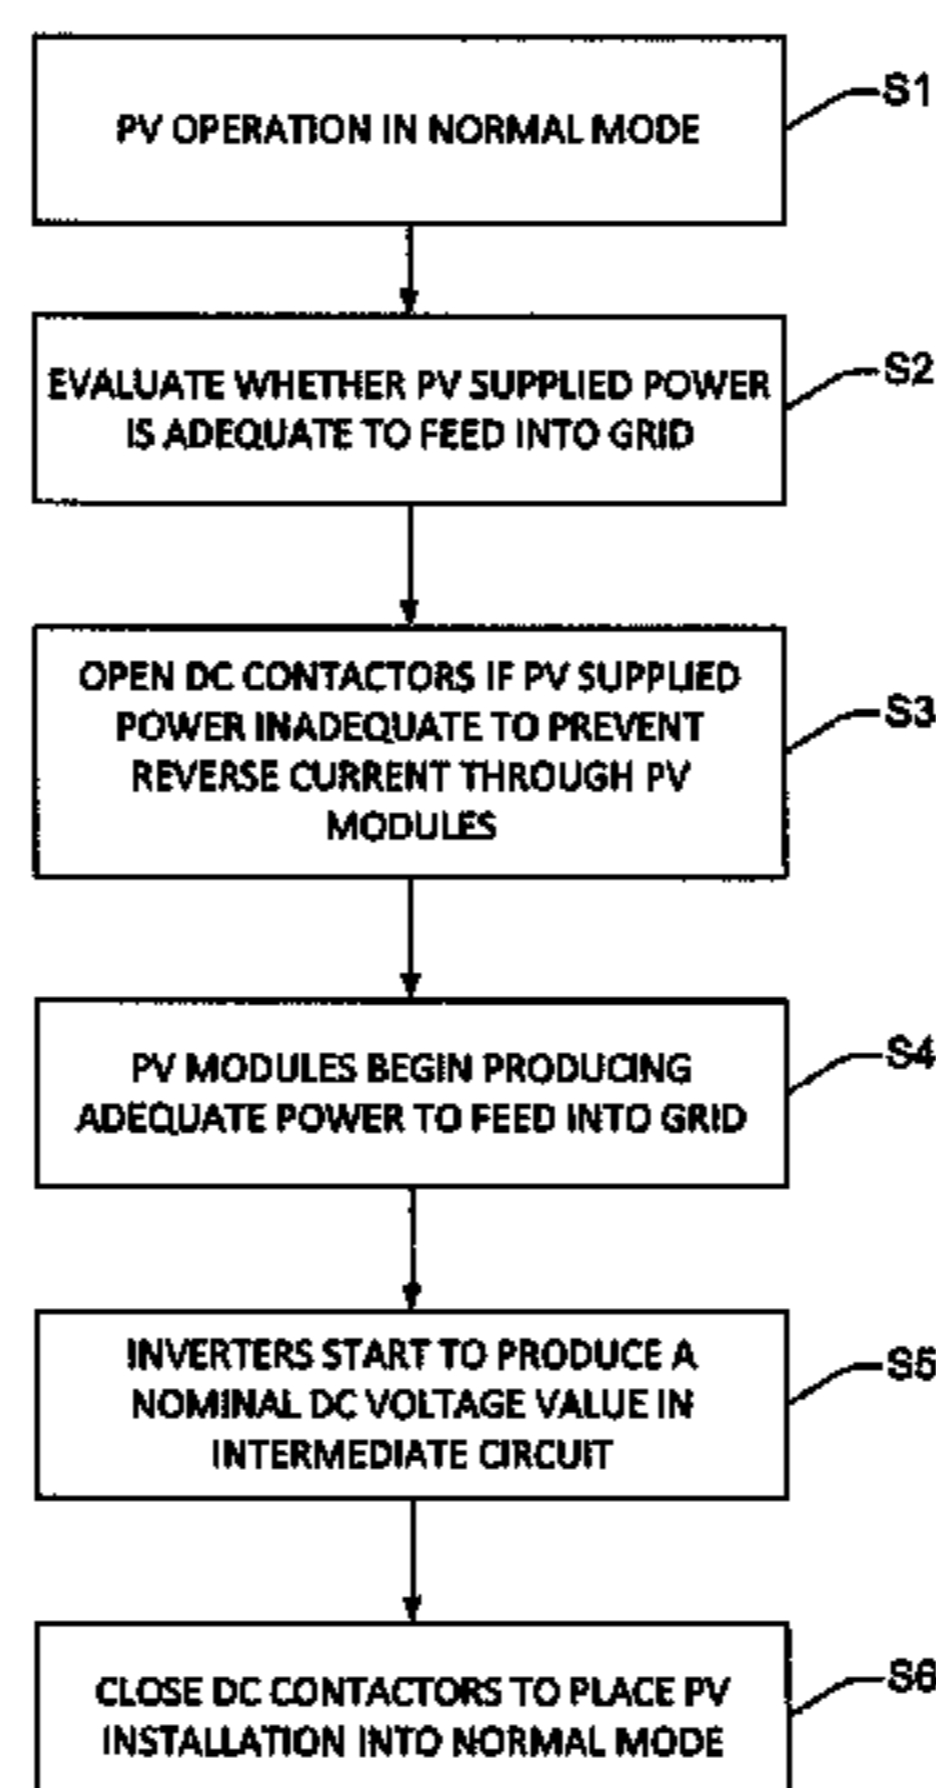 PV OPERATION IN NORMAL MODE
S1
EVALUATE WHETHER PV SUPPLIED POWER
IS ADEQUATE TO FEED INTO GRID
S2
OPEN DC CONTACTORS IF PV SUPPLIED
POWER INADEQUATE TO PREVENT
REVERSE CURRENT THROUGH PV
MODULES
S3
PV MODULES BEGIN PRODUCING
ADEQUATE POWER TO FEED INTO GRID
S4
INVERTERS START TO PRODUCE A
NOMINAL DC VOLTAGE VALUE IN
INTERMEDIATE CIRCUIT
S5
CLOSE DC CONTACTORS TO PLACE PV
INSTALLATION INTO NORMAL MODE
S6